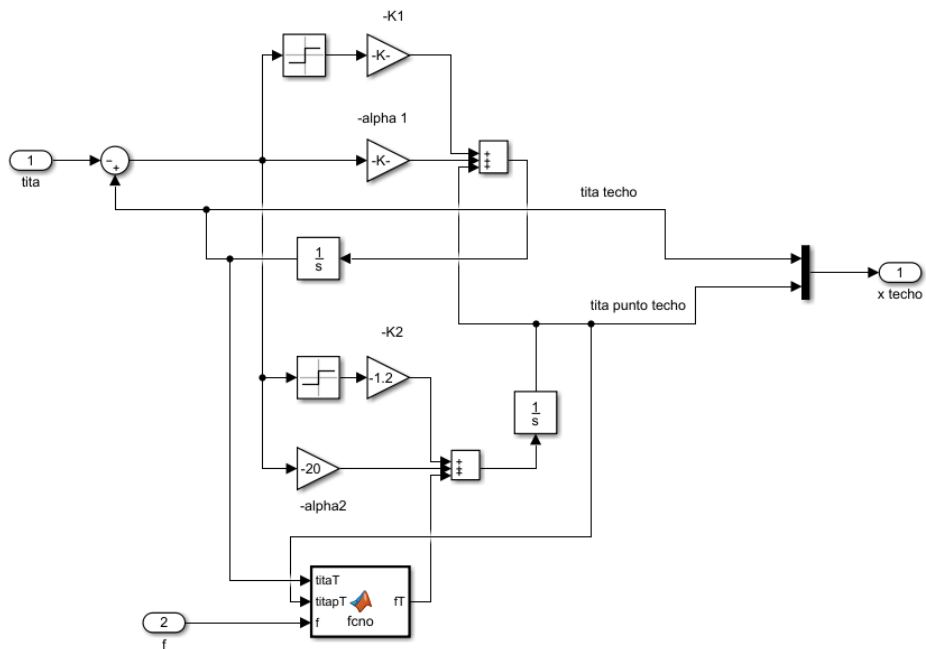 -K1
-K-
-alpha 1
-K-
1
tita
−
+
+
+
+
tita techo
1
s
1
x techo
tita punto techo
-K2
-1.2
1
s
+
+
+
-20
-alpha2
titaT
titapT
fT
f
fcno
2
f